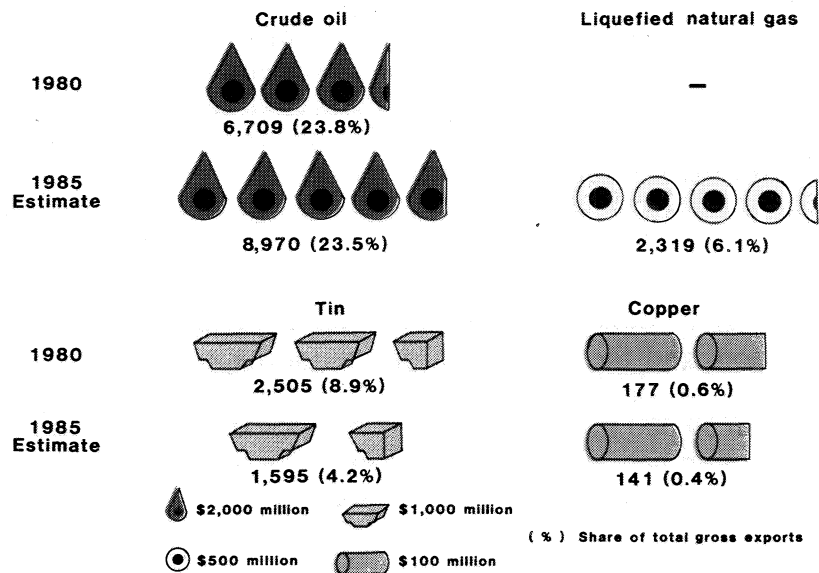 Crude oil
Liquefied natural gas
1980
6,709 (23.8%)
–
1985
Estimate
8,970 (23.5%)
2,319 (6.1%)
Tin
Copper
1980
2,505 (8.9%)
177 (0.6%)
1985
Estimate
1,595 (4.2%)
141 (0.4%)
$2,000 million
$1,000 million
( % ) Share of total gross exports
$500 million
$100 million